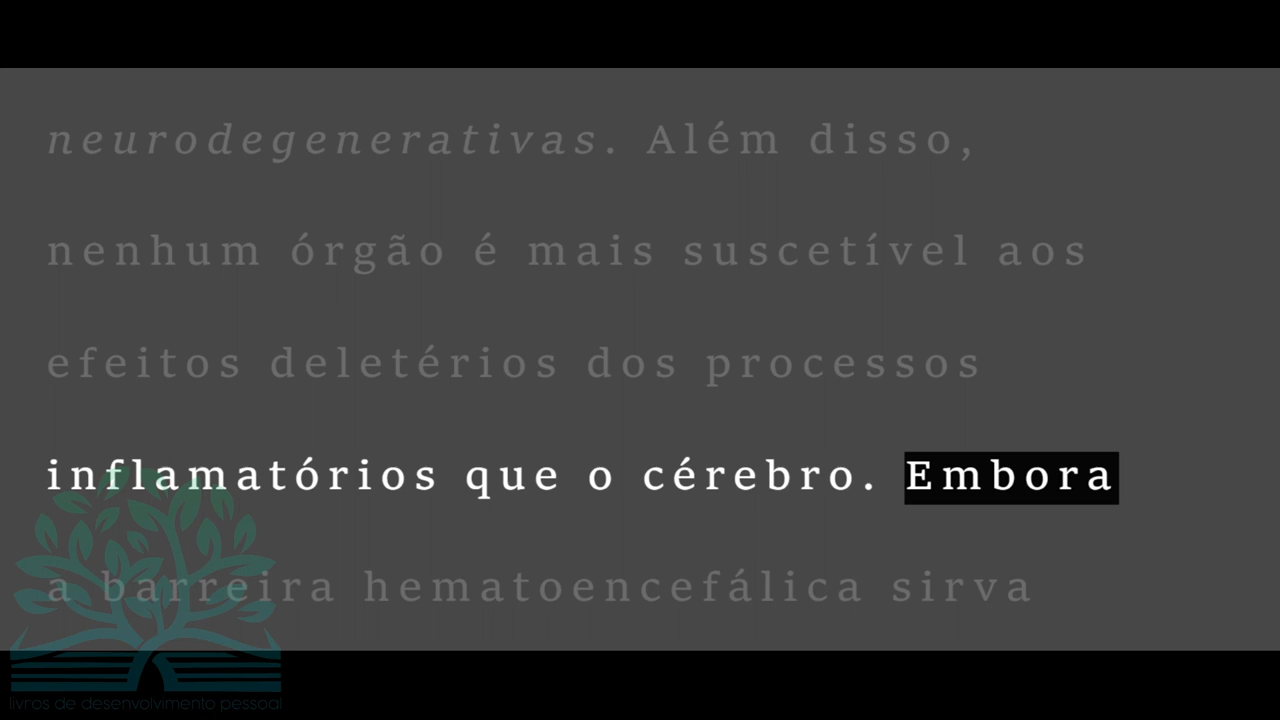 neurodegenerativas. Além disso,
nenhum órgão é mais suscetível aos
efeitos deletérios dos processos
inflamatórios que o cérebro. Embora
a barreira hematoencefálica sirva
livros de desenvolvimento pessoal